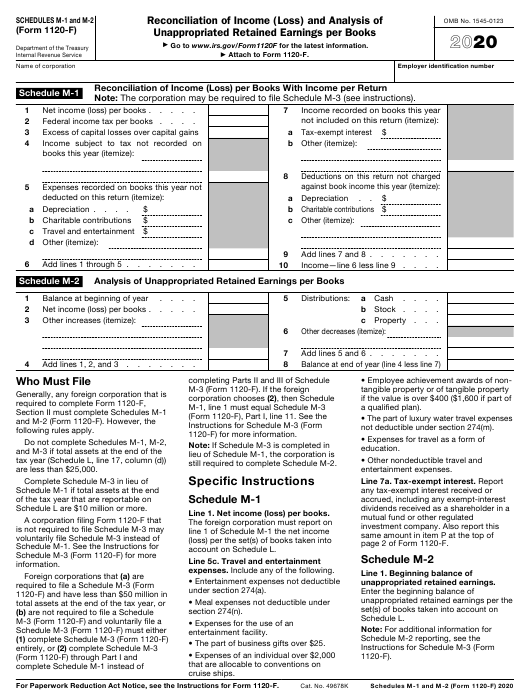 SCHEDULES M-1 and M-2
(Form 1120-F)
Department of the Treasury
Internal Revenue Service
Reconciliation of Income (Loss) and Analysis of
Unappropriated Retained Earnings per Books
▶ Go to www.irs.gov/Form1120F for the latest information.
▶ Attach to Form 1120-F.
OMB No. 1545-0123
2020
Name of corporation
Employer identification number
Schedule M-1
Reconciliation of Income (Loss) per Books With Income per Return
Note: The corporation may be required to file Schedule M-3 (see instructions).
1 Net income (loss) per books . . . . .
2 Federal income tax per books . . . .
3 Excess of capital losses over capital gains
4 Income subject to tax not recorded on
books this year (itemize):
5 Expenses recorded on books this year not
deducted on this return (itemize):
a Depreciation . . . . $
b Charitable contributions $
c Travel and entertainment $
d Other (itemize):
6 Add lines 1 through 5 . . . . . . .
7 Income recorded on books this year
not included on this return (itemize):
a Tax-exempt interest $
b Other (itemize):
8 Deductions on this return not charged
against book income this year (itemize):
a Depreciation . . $
b Charitable contributions $
c Other (itemize):
9 Add lines 7 and 8 . . . . . . .
10 Income—line 6 less line 9 . . . .
Schedule M-2
Analysis of Unappropriated Retained Earnings per Books
1 Balance at beginning of year . . . .
2 Net income (loss) per books . . . . .
3 Other increases (itemize):
4 Add lines 1, 2, and 3 . . . . . . .
5 Distributions: a Cash . . . .
b Stock . . . .
c Property . . .
6 Other decreases (itemize):
7 Add lines 5 and 6 . . . . . . .
8 Balance at end of year (line 4 less line 7)
Who Must File
Generally, any foreign corporation that is
required to complete Form 1120-F,
Section II must complete Schedules M-1
and M-2 (Form 1120-F). However, the
following rules apply.
Do not complete Schedules M-1, M-2,
and M-3 if total assets at the end of the
tax year (Schedule L, line 17, column (d))
are less than $25,000.
Complete Schedule M-3 in lieu of
Schedule M-1 if total assets at the end
of the tax year that are reportable on
Schedule L are $10 million or more.
A corporation filing Form 1120-F that
is not required to file Schedule M-3 may
voluntarily file Schedule M-3 instead of
Schedule M-1. See the Instructions for
Schedule M-3 (Form 1120-F) for more
information.
Foreign corporations that (a) are
required to file a Schedule M-3 (Form
1120-F) and have less than $50 million in
total assets at the end of the tax year, or
(b) are not required to file a Schedule
M-3 (Form 1120-F) and voluntarily file a
Schedule M-3 (Form 1120-F) must either
(1) complete Schedule M-3 (Form 1120-F)
entirely, or (2) complete Schedule M-3
(Form 1120-F) through Part I and
complete Schedule M-1 instead of
completing Parts II and III of Schedule
M-3 (Form 1120-F). If the foreign
corporation chooses (2), then Schedule
M-1, line 1 must equal Schedule M-3
(Form 1120-F), Part I, line 11. See the
Instructions for Schedule M-3 (Form
1120-F) for more information.
Note: If Schedule M-3 is completed in
lieu of Schedule M-1, the corporation is
still required to complete Schedule M-2.
Specific Instructions
Schedule M-1
Line 1. Net income (loss) per books.
The foreign corporation must report on
line 1 of Schedule M-1 the net income
(loss) per the set(s) of books taken into
account on Schedule L.
Line 5c. Travel and entertainment
expenses. Include any of the following.
• Entertainment expenses not deductible
under section 274(a).
• Meal expenses not deductible under
section 274(n).
• Expenses for the use of an
entertainment facility.
• The part of business gifts over $25.
• Expenses of an individual over $2,000
that are allocable to conventions on
cruise ships.
• Employee achievement awards of non-
tangible property or of tangible property
if the value is over $400 ($1,600 if part of
a qualified plan).
• The part of luxury water travel expenses
not deductible under section 274(m).
• Expenses for travel as a form of
education.
• Other nondeductible travel and
entertainment expenses.
Line 7a. Tax-exempt interest. Report
any tax-exempt interest received or
accrued, including any exempt-interest
dividends received as a shareholder in a
mutual fund or other regulated
investment company. Also report this
same amount in item P at the top of
page 2 of Form 1120-F.
Schedule M-2
Line 1. Beginning balance of
unappropriated retained earnings.
Enter the beginning balance of
unappropriated retained earnings per the
set(s) of books taken into account on
Schedule L.
Note: For additional information for
Schedule M-2 reporting, see the
Instructions for Schedule M-3 (Form
1120-F).
For Paperwork Reduction Act Notice, see the Instructions for Form 1120-F.
Cat. No. 49678K
Schedules M-1 and M-2 (Form 1120-F) 2020